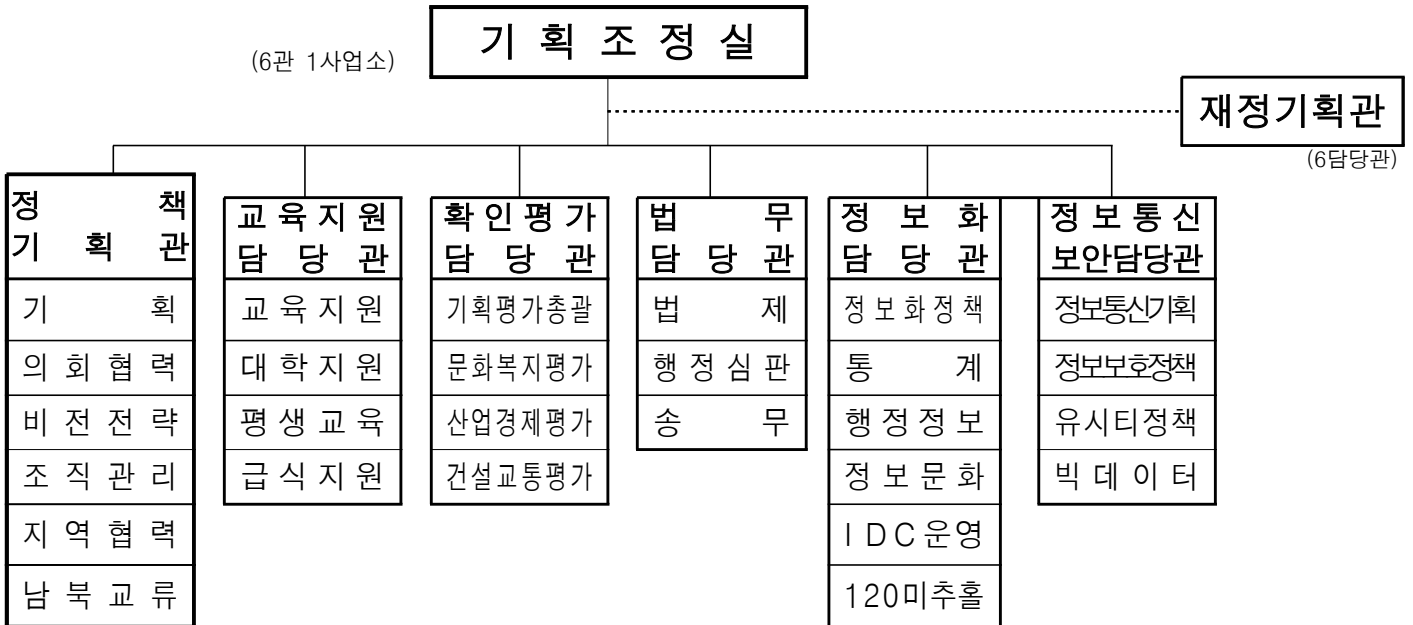 기획조정실
(6관 1사업소)
재정기획관
(6담당관)
정책
기획관
기획
의회협력
비전전략
조직관리
지역협력
남북교류
교육지원
담당관
교육지원
대학지원
평생교육
급식지원
확인평가
담당관
기획평가총괄
문화복지평가
산업경제평가
건설교통평가
법무
담당관
법제
행정심판
송무
정보화
담당관
정보화정책
통계
행정정보
정보문화
IDC운영
120미추홀
정보통신
보안담당관
정보통신기획
정보보호정책
유시티정책
빅데이터